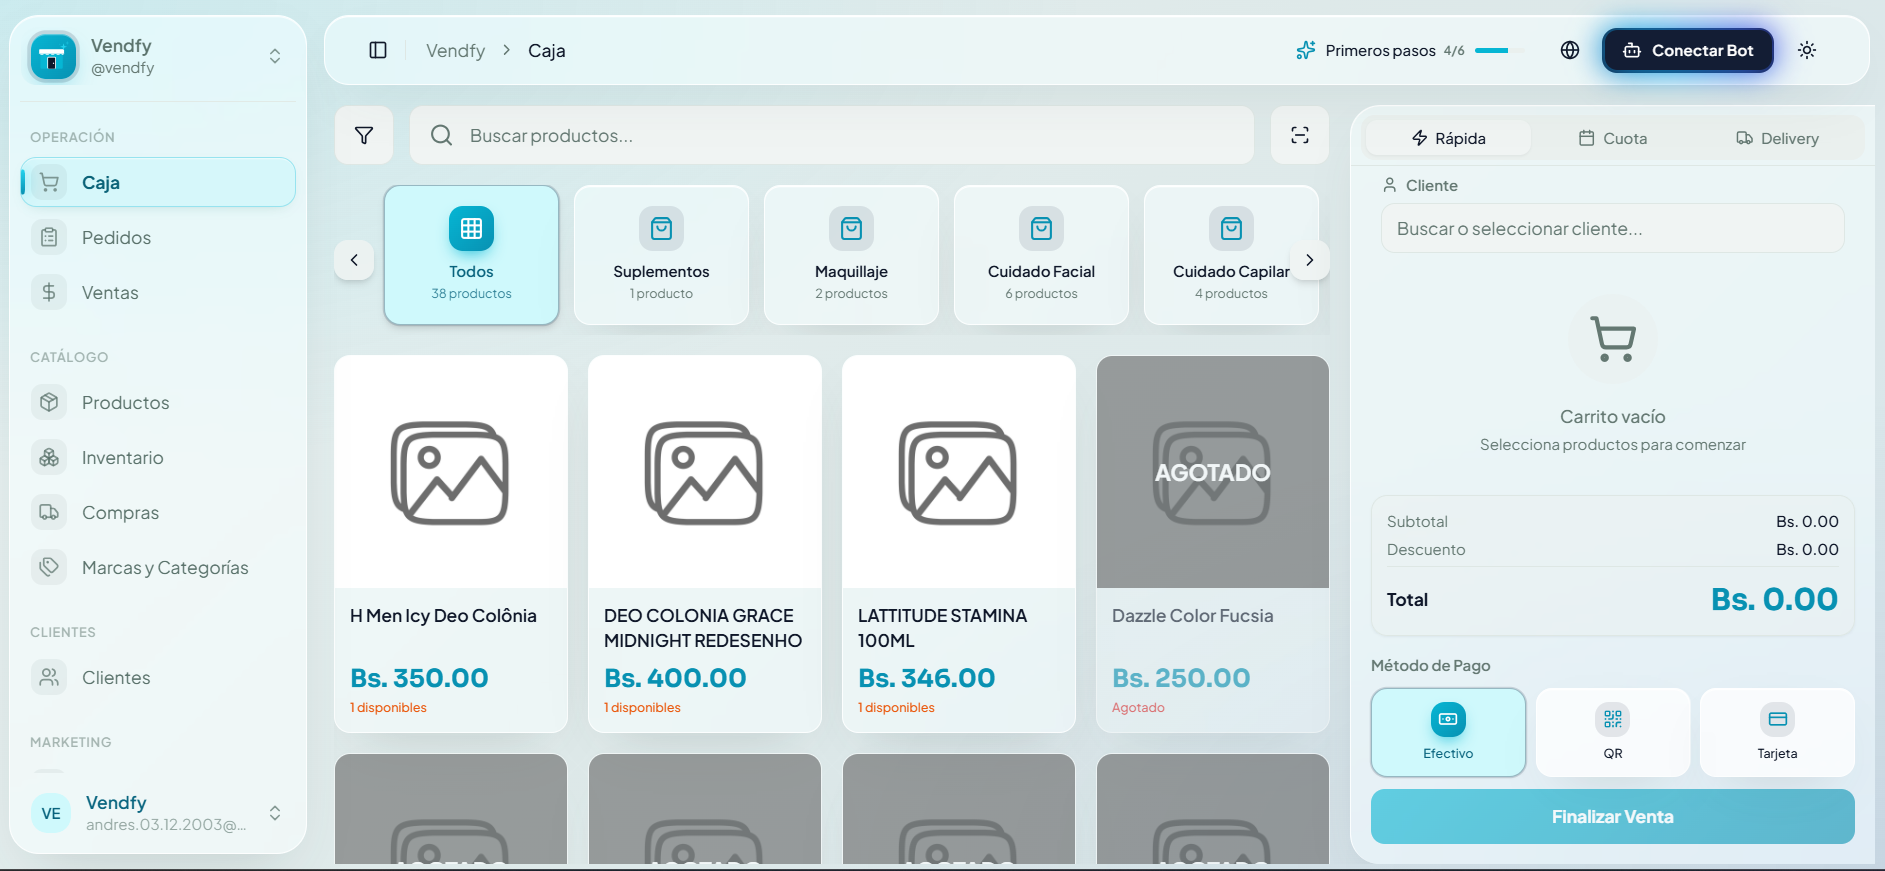 Vendfy
@vendfy
OPERACIÓN
Caja
Pedidos
Ventas
CATÁLOGO
Productos
Inventario
Compras
Marcas y Categorías
CLIENTES
Clientes
MARKETING
VE
Vendfy
andres.03.12.2003@...
Vendfy > Caja
Primeros pasos 4/6
Conectar Bot
Buscar productos...
Todos
38 productos
Suplementos
1 producto
Maquillaje
2 productos
Cuidado Facial
6 productos
Cuidado Capilar
4 productos
H Men Icy Deo Colônia
Bs. 350.00
1 disponibles
DEO COLONIA GRACE
MIDNIGHT REDESENHO
Bs. 400.00
1 disponibles
LATTITUDE STAMINA
100ML
Bs. 346.00
1 disponibles
AGOTADO
Dazzle Color Fucsia
Bs. 250.00
Agotado
AGOTADO
AGOTADO
AGOTADO
AGOTADO
Rápida
Cuota
Delivery
Cliente
Buscar o seleccionar cliente...
Carrito vacío
Selecciona productos para comenzar
Subtotal Bs. 0.00
Descuento Bs. 0.00
Total Bs. 0.00
Método de Pago
Efectivo
QR
Tarjeta
Finalizar Venta